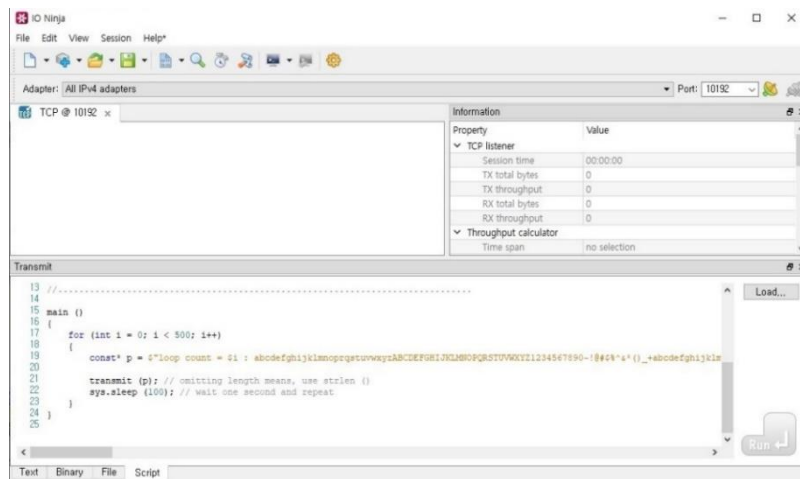 IO Ninja
File Edit View Session Help*
Adapter: All IPv4 adapters Port: 10192
TCP @ 10192
Information
Property Value
TCP listener
Session time 00:00:00
TX total bytes 0
TX throughput 0
RX total bytes 0
RX throughput 0
Throughput calculator
Time span no selection
Transmit
13 //
14
15 main ()
16 {
17 for (int i = 0; i < 500; i++)
18 {
19 const* p = $"loop count = $i : abcdefghijklmnoprqstuvwxyzABCDEFGHIJKLMNOPQRSTUVWXYZ1234567890-!@#$%^&*()_+abcdefghijklm
20
21 transmit (p); // omitting length means, use strlen ()
22 sys.sleep (100); // wait one second and repeat
23 }
24 }
25
Load...
Run
Text Binary File Script